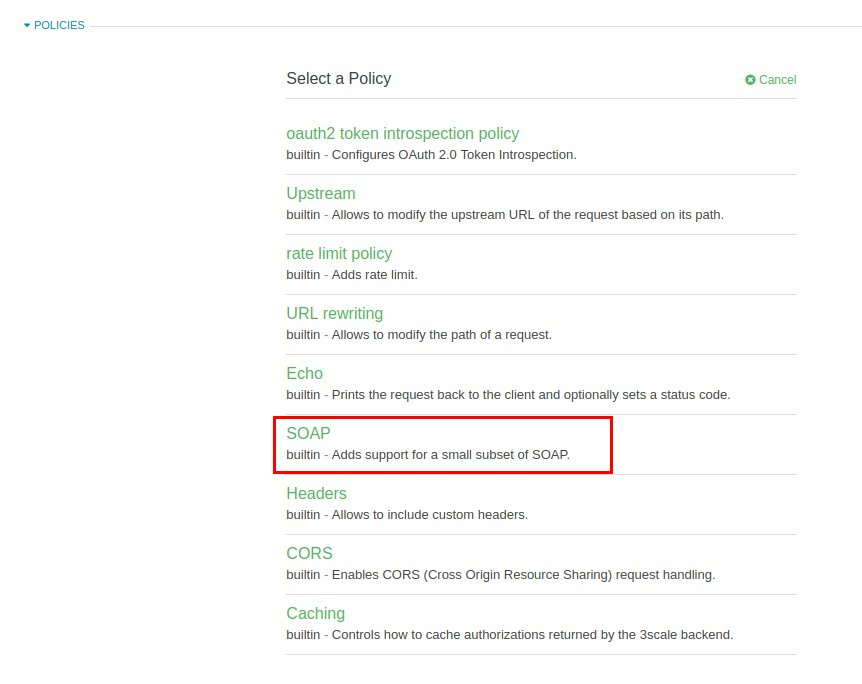 POLICIES
Select a Policy
Cancel
oauth2 token introspection policy
builtin - Configures OAuth 2.0 Token Introspection.
Upstream
builtin - Allows to modify the upstream URL of the request based on its path.
rate limit policy
builtin - Adds rate limit.
URL rewriting
builtin - Allows to modify the path of a request.
Echo
builtin - Prints the request back to the client and optionally sets a status code.
SOAP
builtin - Adds support for a small subset of SOAP.
Headers
builtin - Allows to include custom headers.
CORS
builtin - Enables CORS (Cross Origin Resource Sharing) request handling.
Caching
builtin - Controls how to cache authorizations returned by the 3scale backend.